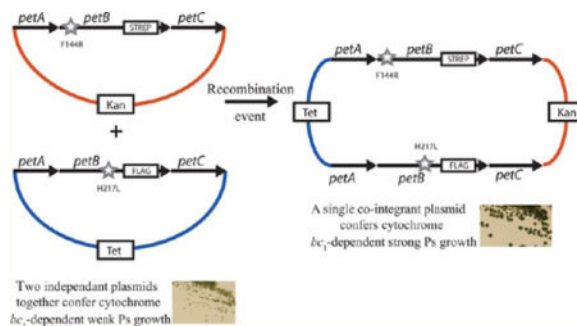 petA petB petC
STREP
F144R
Kan
+
petA petB petC
FLAG
H217L
Tet
Two independant plasmids
together confer cytochrome
bc1-dependent weak Ps growth
Recombination
event
petA petB petC
STREP
F144R
Tet
Kan
H217L
FLAG
petA petB petC
A single co-integrant plasmid
confers cytochrome
bc1-dependent strong Ps growth